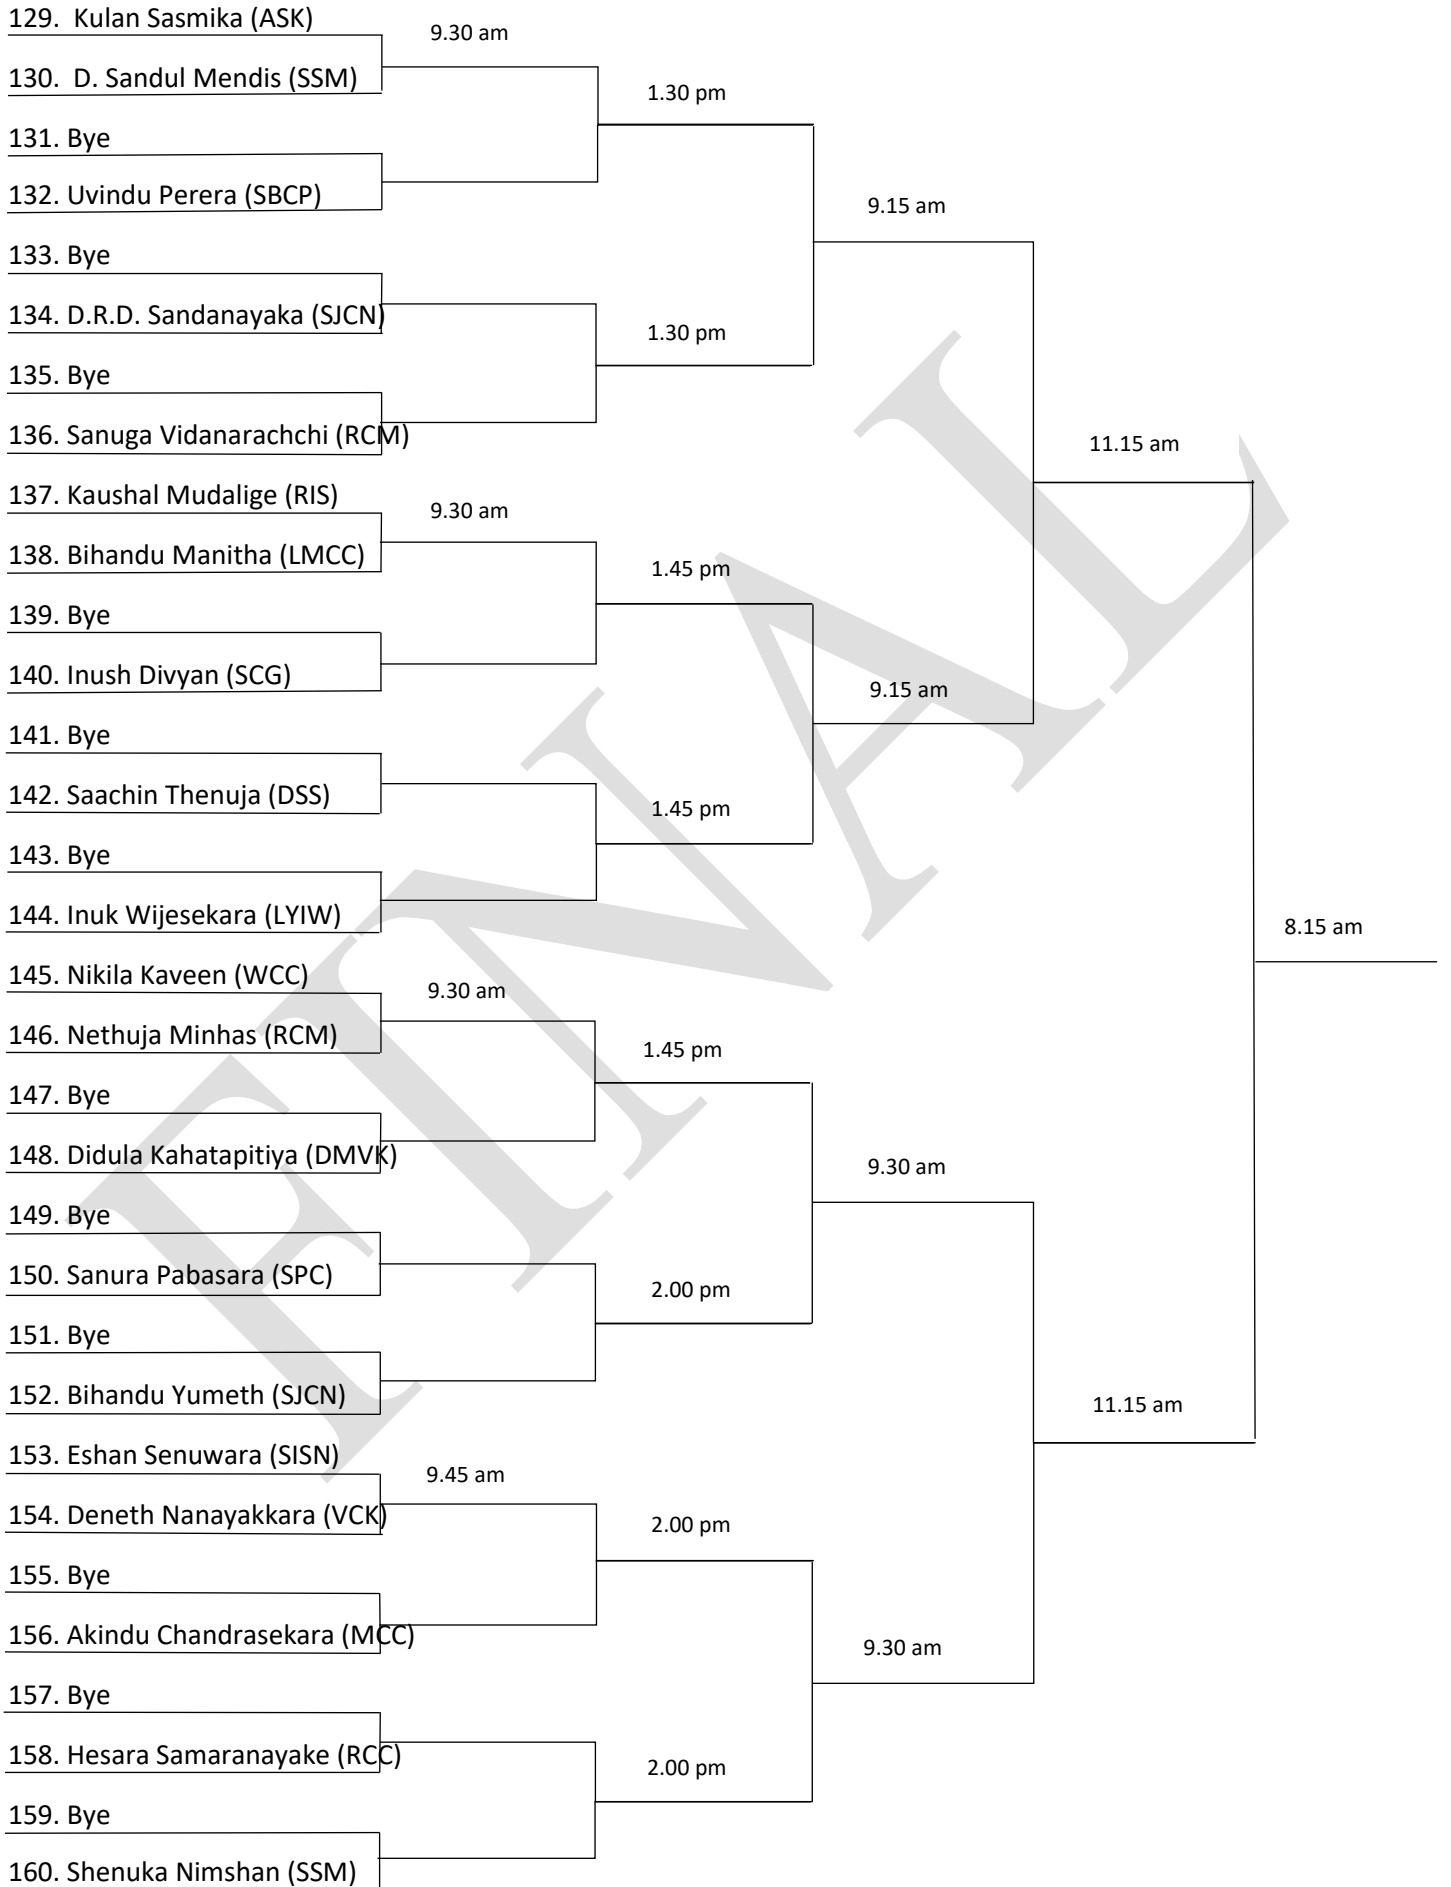 129. Kulan Sasmika (ASK)
9.30 am
130. D. Sandul Mendis (SSM)
1.30 pm
131. Bye
132. Uvindu Perera (SBCP)
9.15 am
133. Bye
134. D.R.D. Sandanayaka (SJCN)
1.30 pm
135. Bye
136. Sanuga Vidanarachchi (RCM)
11.15 am
137. Kaushal Mudalige (RIS)
9.30 am
138. Bihandu Manitha (LMCC)
1.45 pm
139. Bye
140. Inush Divyan (SCG)
9.15 am
141. Bye
142. Saachin Thenuja (DSS)
1.45 pm
143. Bye
144. Inuk Wijesekara (LYIW)
8.15 am
145. Nikila Kaveen (WCC)
9.30 am
146. Nethuja Minhas (RCM)
1.45 pm
147. Bye
148. Didula Kahatapitiya (DMVK)
9.30 am
149. Bye
150. Sanura Pabasara (SPC)
2.00 pm
151. Bye
152. Bihandu Yumeth (SJCN)
11.15 am
153. Eshan Senuwara (SISN)
9.45 am
154. Deneth Nanayakkara (VCK)
2.00 pm
155. Bye
156. Akindu Chandrasekara (MCC)
9.30 am
157. Bye
158. Hesara Samaranayake (RCC)
2.00 pm
159. Bye
160. Shenuka Nimshan (SSM)
FINAL